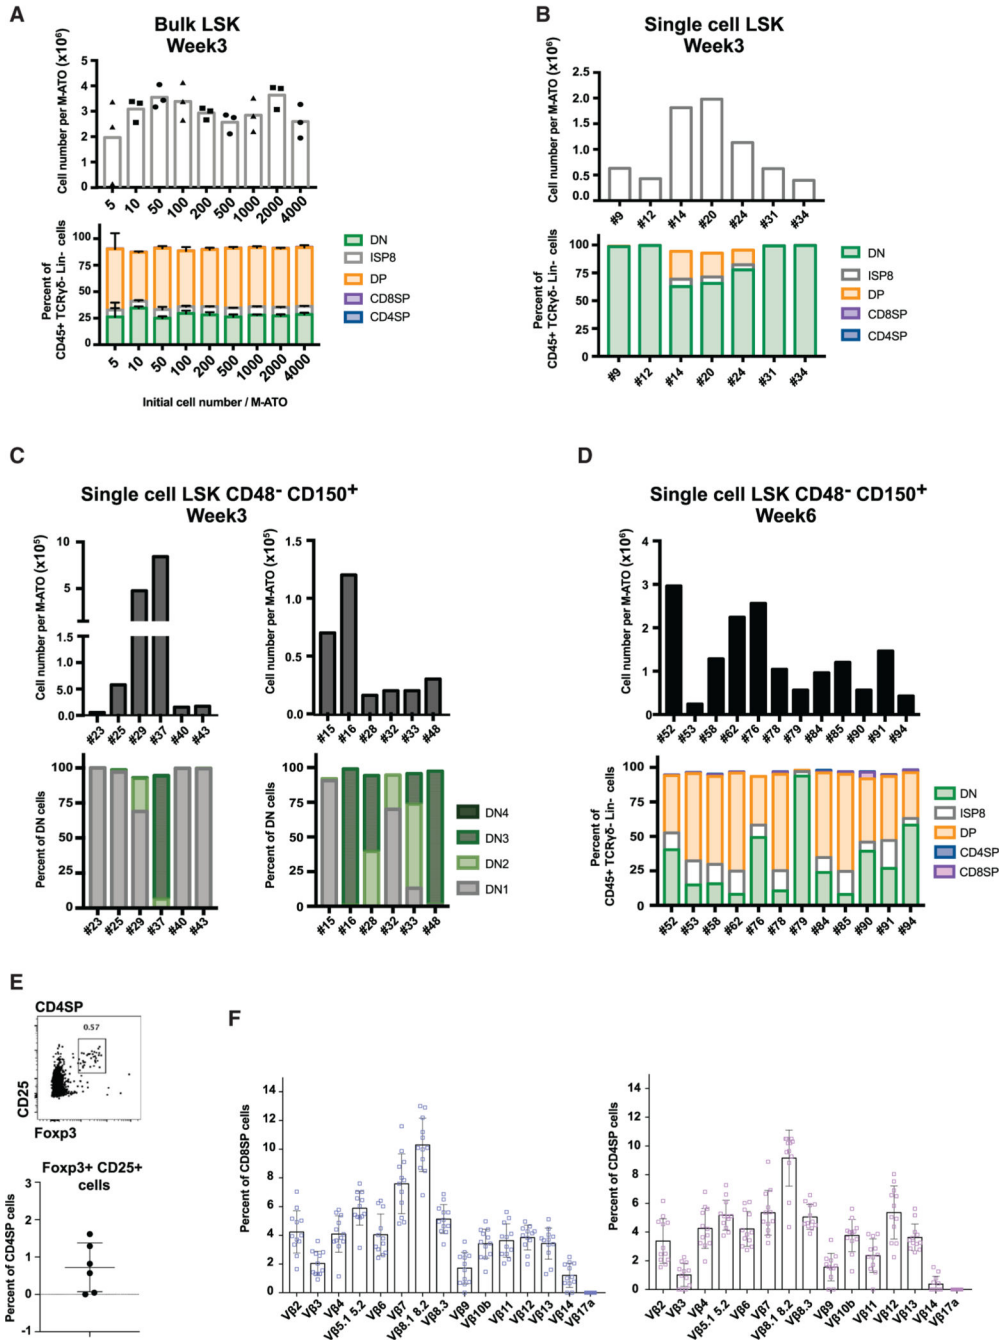 A
Bulk LSK
Week3
Cell number per M-ATO (x10⁶)
5
4
3
2
1
0
5 10 50 100 200 500 1000 2000 4000
Percent of
CD45+ TCRγδ- Lin- cells
100
75
50
25
0
5 10 50 100 200 500 1000 2000 4000
Initial cell number / M-ATO
DN
ISP8
DP
CD8SP
CD4SP
B
Single cell LSK
Week3
Cell number per M-ATO (x10⁶)
2.5
2.0
1.5
1.0
0.5
0.0
#9 #12 #14 #20 #24 #31 #34
Percent of
CD45+ TCRγδ- Lin- cells
100
75
50
25
0
#9 #12 #14 #20 #24 #31 #34
DN
ISP8
DP
CD8SP
CD4SP
C
Single cell LSK CD48⁻ CD150⁺
Week3
Cell number per M-ATO (x10⁵)
10
5
1.5
1.0
5.0
0.0
#23 #25 #29 #37 #40 #43
Cell number per M-ATO (x10⁵)
1.5
1.0
0.5
0.0
#15 #16 #28 #32 #33 #48
Percent of DN cells
100
75
50
25
0
#23 #25 #29 #37 #40 #43
Percent of DN cells
100
75
50
25
0
#15 #16 #28 #32 #33 #48
DN4
DN3
DN2
DN1
D
Single cell LSK CD48⁻ CD150⁺
Week6
Cell number per M-ATO (x10⁶)
4
3
2
1
0
#52 #53 #58 #62 #76 #78 #79 #84 #85 #90 #91 #94
Percent of
CD45+ TCRγδ- Lin- cells
100
75
50
25
0
#52 #53 #58 #62 #76 #78 #79 #84 #85 #90 #91 #94
DN
ISP8
DP
CD4SP
CD8SP
E
CD4SP
0.57
CD25
Foxp3
Foxp3+ CD25+
cells
Percent of CD4SP cells
3
2
1
0
-1
F
Percent of CD8SP cells
14
12
10
8
6
4
2
0
Vβ2 Vβ3 Vβ4 Vβ5.1 5.2 Vβ6 Vβ7 Vβ8.1 8.2 Vβ8.3 Vβ9 Vβ10b Vβ11 Vβ12 Vβ13 Vβ14 Vβ17a
Percent of CD4SP cells
14
12
10
8
6
4
2
0
Vβ2 Vβ3 Vβ4 Vβ5.1 5.2 Vβ6 Vβ7 Vβ8.1 8.2 Vβ8.3 Vβ9 Vβ10b Vβ11 Vβ12 Vβ13 Vβ14 Vβ17a